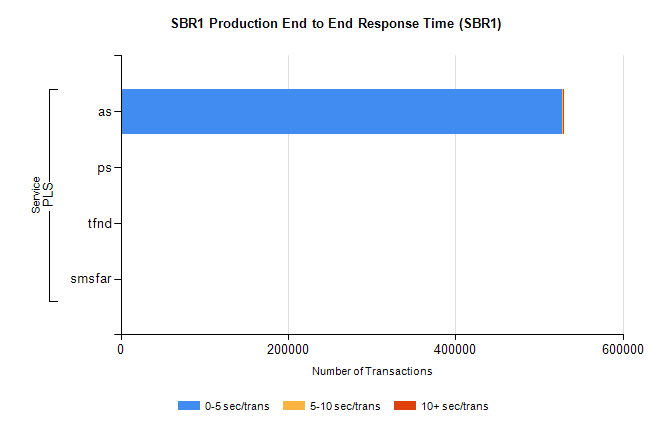 SBR1 Production End to End Response Time (SBR1)
Service
PLS
as
ps
tfnd
smsfar
0 200000 400000 600000
Number of Transactions
0-5 sec/trans 5-10 sec/trans 10+ sec/trans